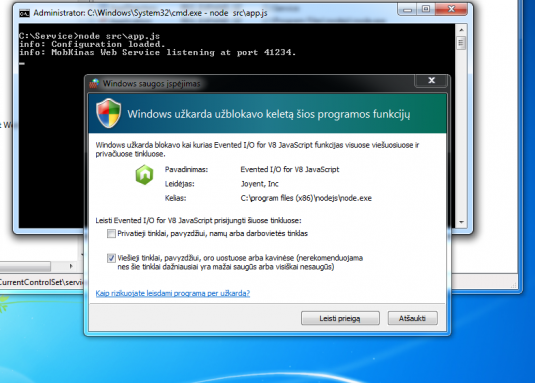 Administrator: C:\Windows\System32\cmd.exe - node src\app.js
C:\Service>node src\app.js
info: Configuration loaded.
info: MobKinas Web Service listening at port 41234.
Windows saugos įspėjimas
Windows užkarda užblokavo keletą šios programos funkcijų
Windows užkarda blokavo kai kurias Evented I/O for V8 JavaScript funkcijas visuose viešuosiuose ir
privačiuose tinkluose.
Pavadinimas: Evented I/O for V8 JavaScript
Leidėjas: Joyent, Inc
Kelias: C:\program files (x86)\nodejs\node.exe
Leisti Evented I/O for V8 JavaScript prisijungti šiuose tinkluose:
Privatieji tinklai, pavyzdžiui, namų arba darbovietės tinklas
Viešieji tinklai, pavyzdžiui, oro uostuose arba kavinėse (nerekomenduojama
nes šie tinklai dažniausiai yra mažai saugūs arba visiškai nesaugūs)
Kaip rizikuojate leisdami programa per užkardą?
Leisti prieigą
Atšaukti
CurrentControlSet\servic